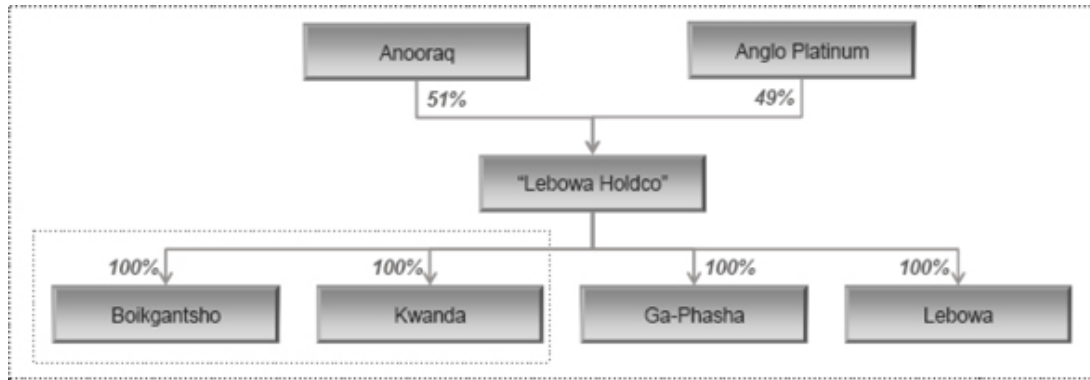 Anooraq
Anglo Platinum
51%
49%
"Lebowa Holdco"
100%
100%
100%
100%
Boikgantsho
Kwanda
Ga-Phasha
Lebowa